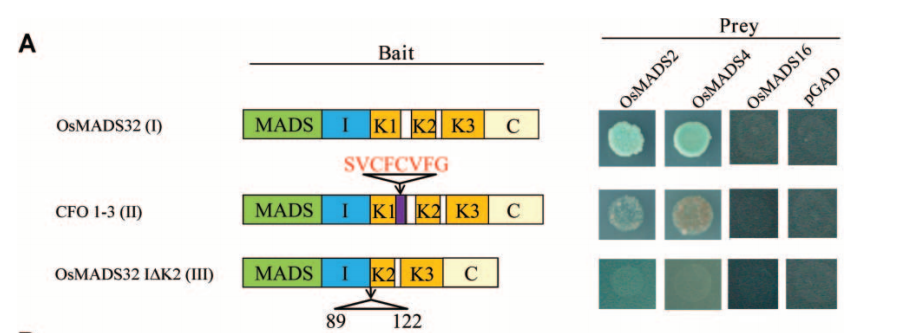 A
Prey
Bait
OsMADS2 OsMADS4 OsMADS16 pGAD
OsMADS32 (I)
MADS I K1 K2 K3 C
SVCFCVFG
CFO 1-3 (II)
MADS I K1 K2 K3 C
OsMADS32 IΔK2 (III)
MADS I K2 K3 C
89 122